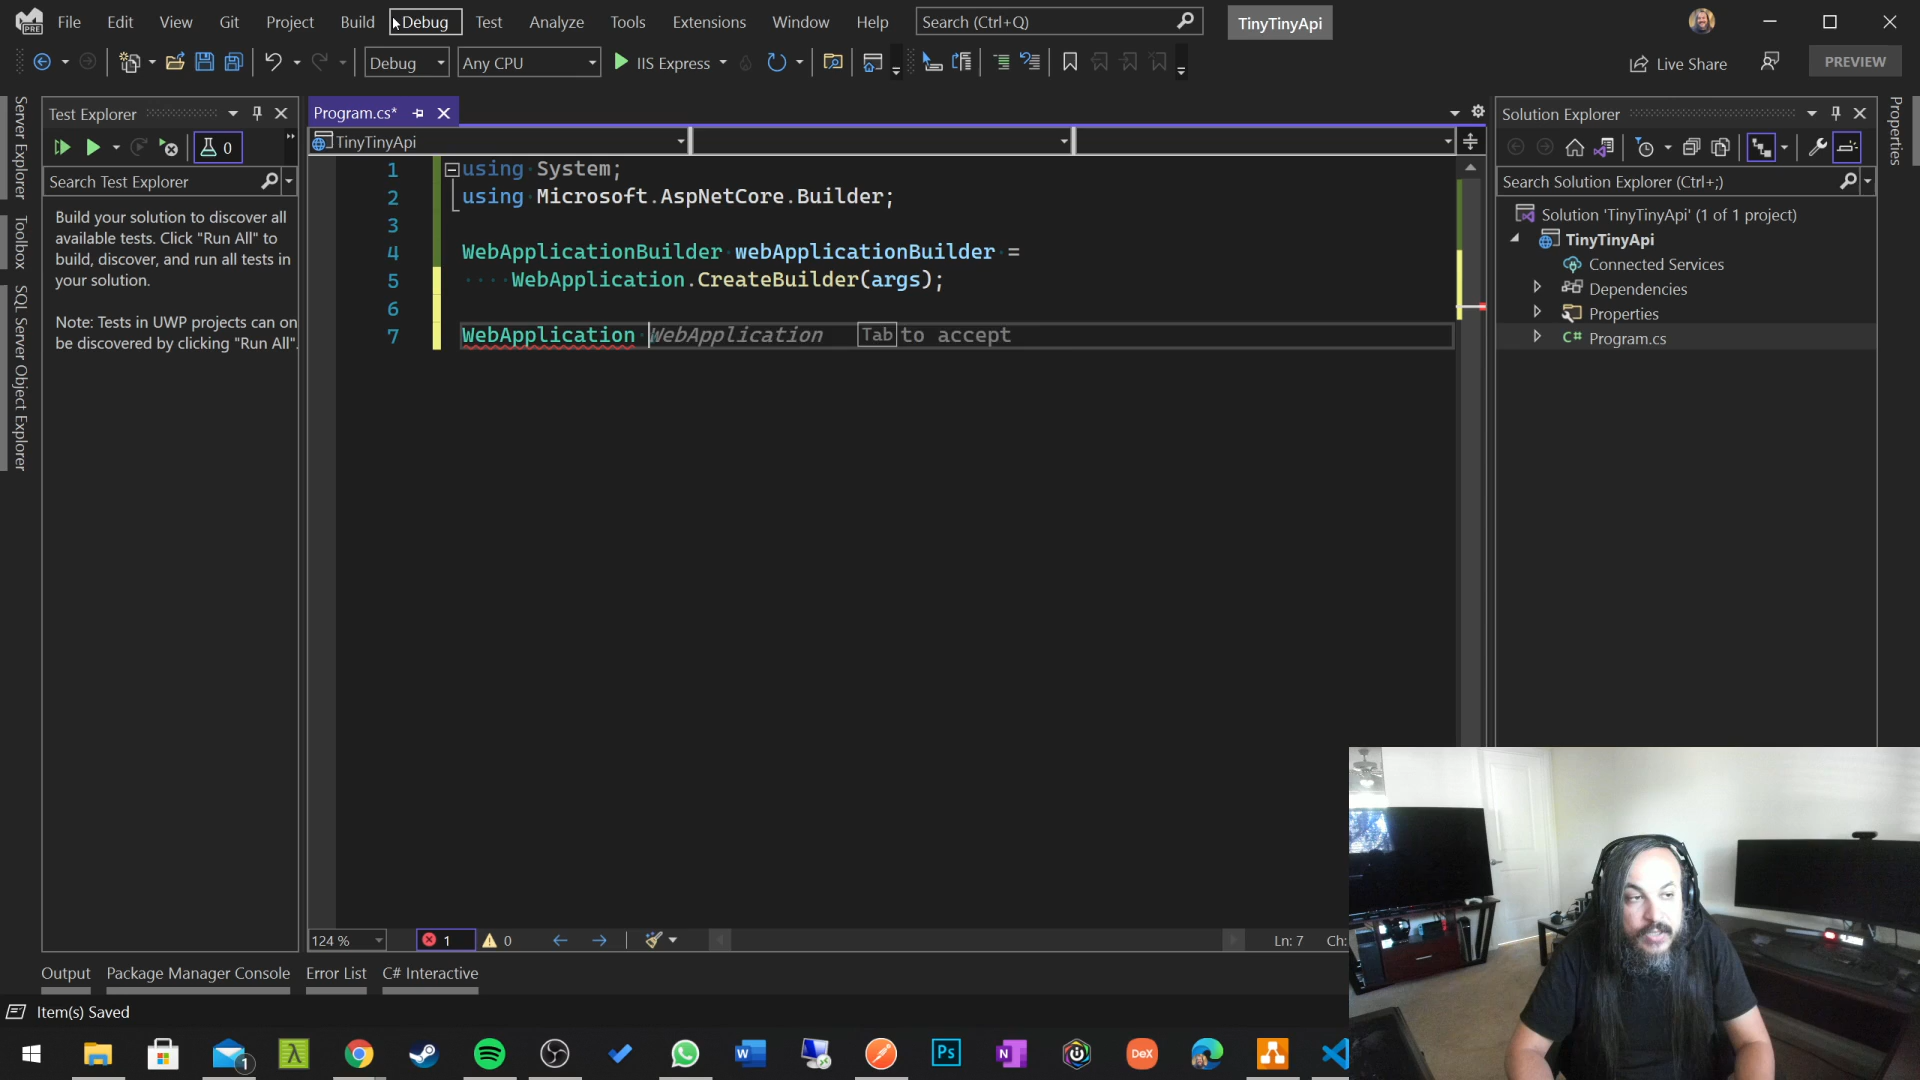 PRE
File Edit View Git Project Build Debug Test Analyze Tools Extensions Window Help Search (Ctrl+Q) TinyTinyApi
Debug Any CPU IIS Express Live Share PREVIEW
Server Explorer
Toolbox
SQL Server Object Explorer
Test Explorer
0
Search Test Explorer
Build your solution to discover all
available tests. Click "Run All" to
build, discover, and run all tests in
your solution.
Note: Tests in UWP projects can on
be discovered by clicking "Run All".
Program.cs*
TinyTinyApi
1 using System;
2 using Microsoft.AspNetCore.Builder;
3
4 WebApplicationBuilder webApplicationBuilder =
5 WebApplication.CreateBuilder(args);
6
7 WebApplication WebApplication Tab to accept
124 % 1 0 Ln: 7 Ch:
Solution Explorer
Search Solution Explorer (Ctrl+;)
Solution 'TinyTinyApi' (1 of 1 project)
TinyTinyApi
Connected Services
Dependencies
Properties
C# Program.cs
Properties
Output Package Manager Console Error List C# Interactive
Item(s) Saved
1
λ
W
Ps
N
DeX